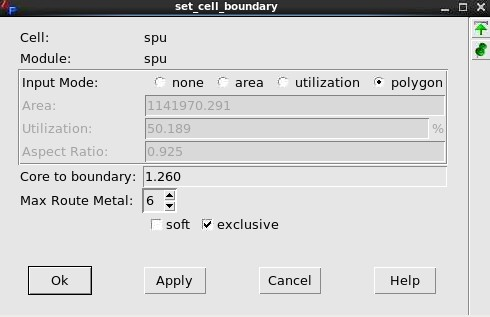 set_cell_boundary
Cell: spu
Module: spu
Input Mode: none area utilization polygon
Area: 1141970.291
Utilization: 50.189 %
Aspect Ratio: 0.925
Core to boundary: 1.260
Max Route Metal: 6
soft exclusive
Ok Apply Cancel Help